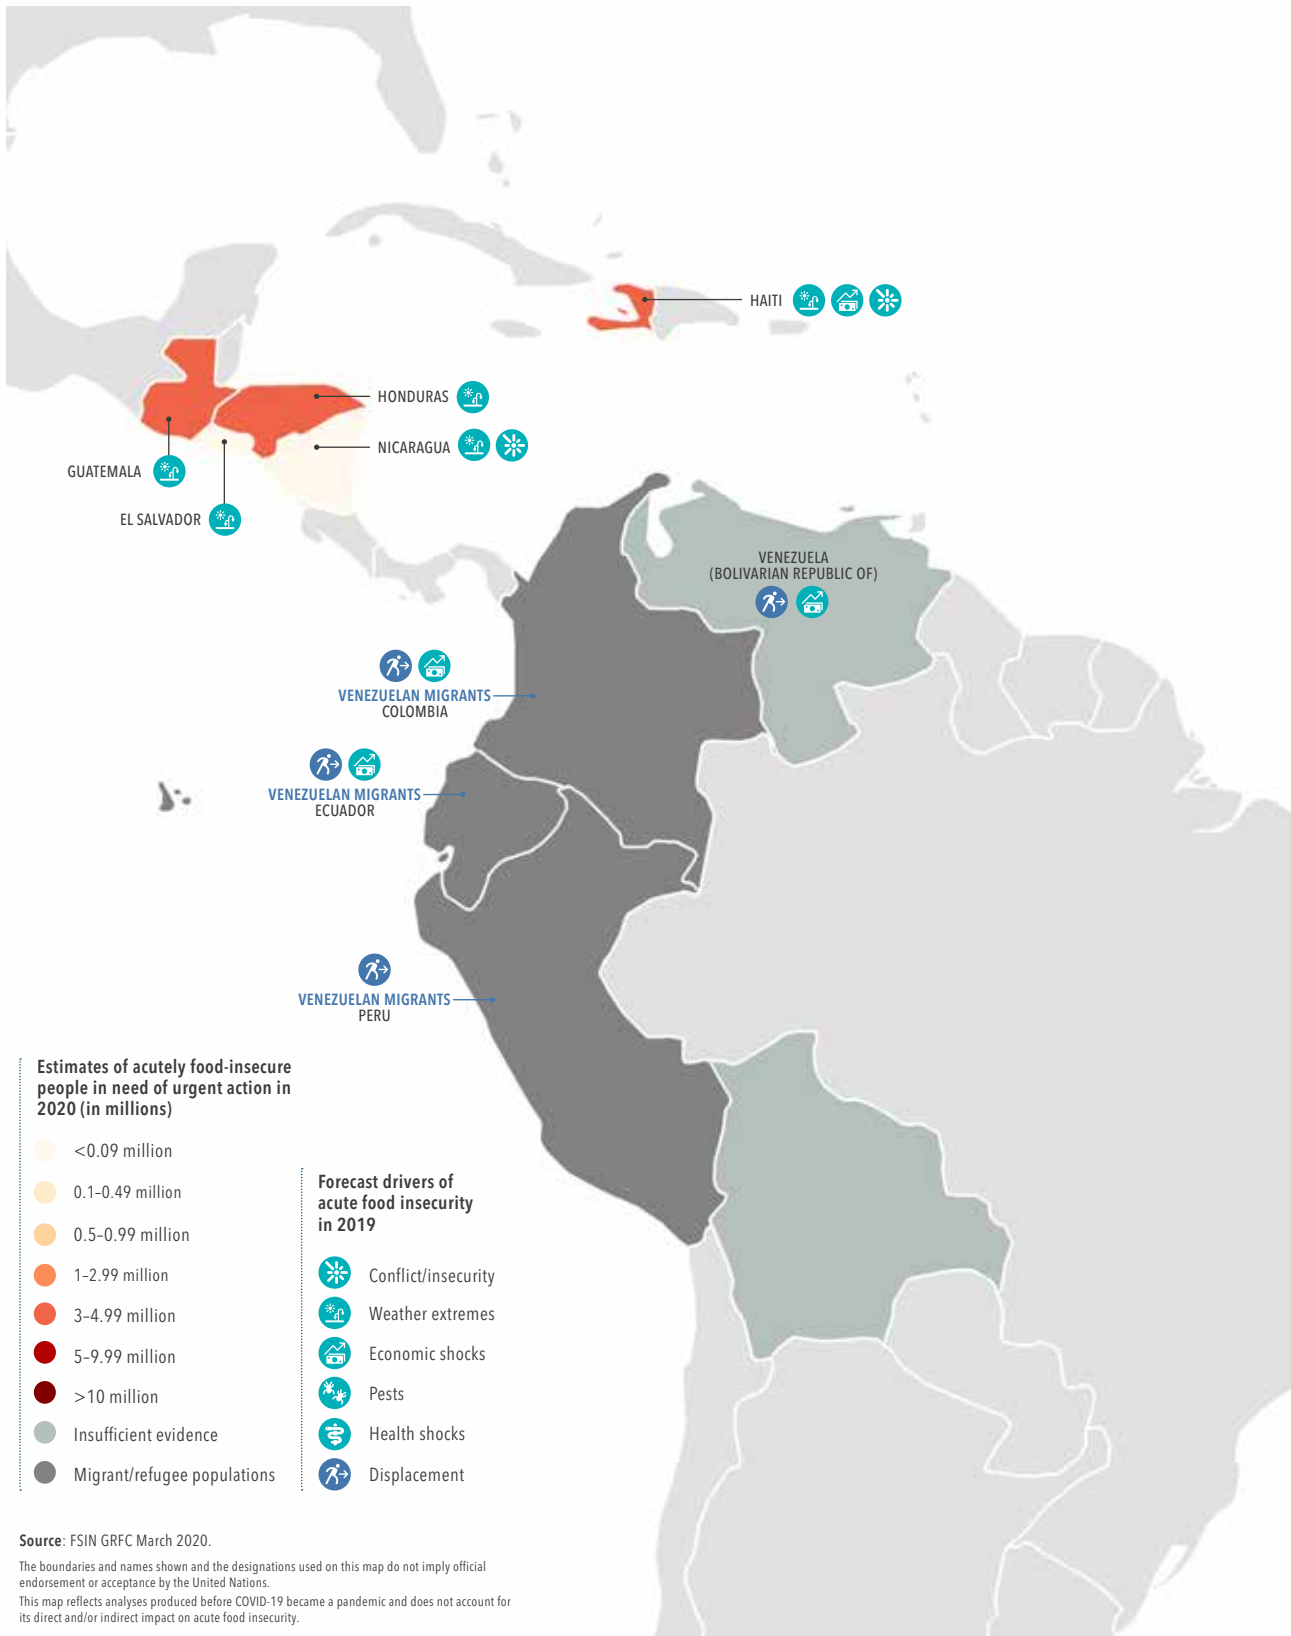 HAITI
HONDURAS
NICARAGUA
GUATEMALA
EL SALVADOR
VENEZUELA
(BOLIVARIAN REPUBLIC OF)
VENEZUELAN MIGRANTS
COLOMBIA
VENEZUELAN MIGRANTS
ECUADOR
VENEZUELAN MIGRANTS
PERU
Estimates of acutely food-insecure
people in need of urgent action in
2020 (in millions)
<0.09 million
0.1–0.49 million
0.5–0.99 million
1–2.99 million
3–4.99 million
5–9.99 million
>10 million
Insufficient evidence
Migrant/refugee populations
Forecast drivers of
acute food insecurity
in 2019
Conflict/insecurity
Weather extremes
Economic shocks
Pests
Health shocks
Displacement
Source: FSIN GRFC March 2020.
The boundaries and names shown and the designations used on this map do not imply official
endorsement or acceptance by the United Nations.
This map reflects analyses produced before COVID-19 became a pandemic and does not account for
its direct and/or indirect impact on acute food insecurity.